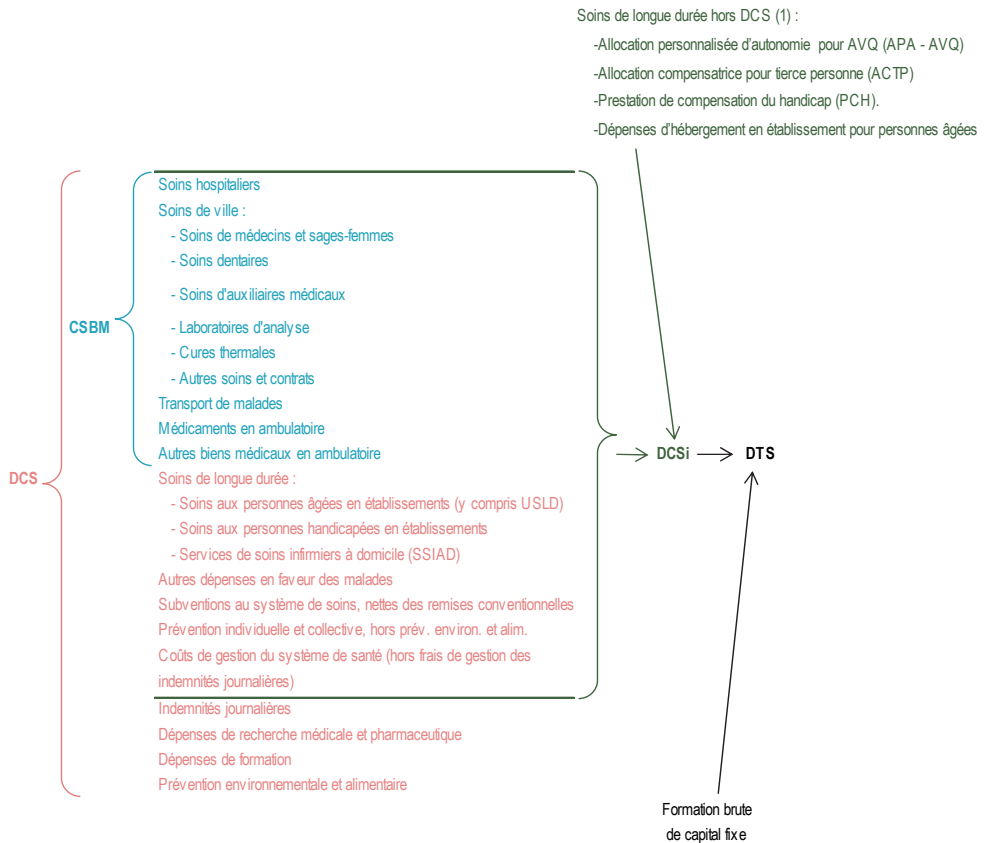 Soins de longue durée hors DCS (1) :
-Allocation personnalisée d'autonomie pour AVQ (APA - AVQ)
-Allocation compensatrice pour tierce personne (ACTP)
-Prestation de compensation du handicap (PCH).
-Dépenses d'hébergement en établissement pour personnes âgées
Soins hospitaliers
Soins de ville :
- Soins de médecins et sages-femmes
- Soins dentaires
- Soins d'auxiliaires médicaux
CSBM
- Laboratoires d'analyse
- Cures thermales
- Autres soins et contrats
Transport de malades
Médicaments en ambulatoire
Autres biens médicaux en ambulatoire
DCSi
DTS
DCS
Soins de longue durée :
- Soins aux personnes âgées en établissements (y compris USLD)
- Soins aux personnes handicapées en établissements
- Services de soins infirmiers à domicile (SSIAD)
Autres dépenses en faveur des malades
Subventions au système de soins, nettes des remises conventionnelles
Prévention individuelle et collective, hors prév. environ. et alim.
Coûts de gestion du système de santé (hors frais de gestion des
indemnités journalières)
Indemnités journalières
Dépenses de recherche médicale et pharmaceutique
Dépenses de formation
Prévention environnementale et alimentaire
Formation brute
de capital fixe